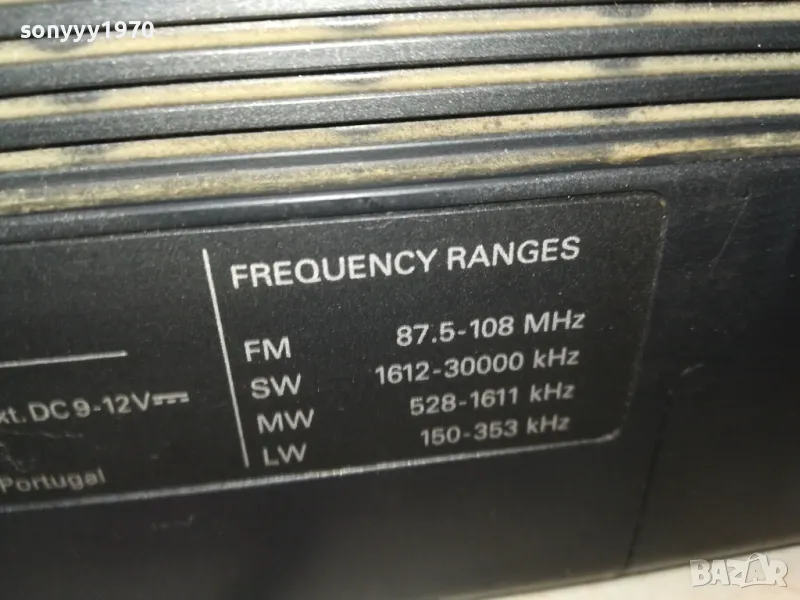 sonyyy1970
FREQUENCY RANGES
FM 87.5-108 MHz
SW 1612-30000 kHz
MW 528-1611 kHz
LW 150-353 kHz
xt. DC 9-12V
Portugal
BAZAR